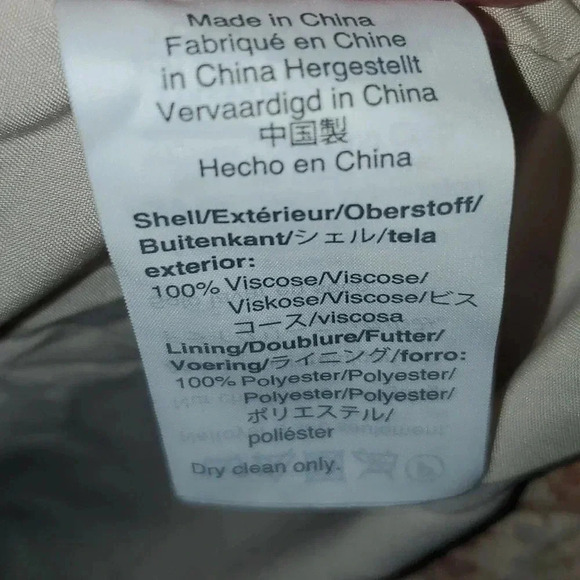 Made in China
Fabriqué en Chine
in China Hergestellt
Vervaardigd in China
中国製
Hecho en China
Shell/Extérieur/Oberstoff/
Buitenkant/シェル/tela
exterior:
100% Viscose/Viscose/
Viskose/Viscose/ビス
コース/viscosa
Lining/Doublure/Futter/
Voering/ライニング/forro:
100% Polyester/Polyester/
Polyester/Polyester/
ポリエステル/
poliéster
Dry clean only.